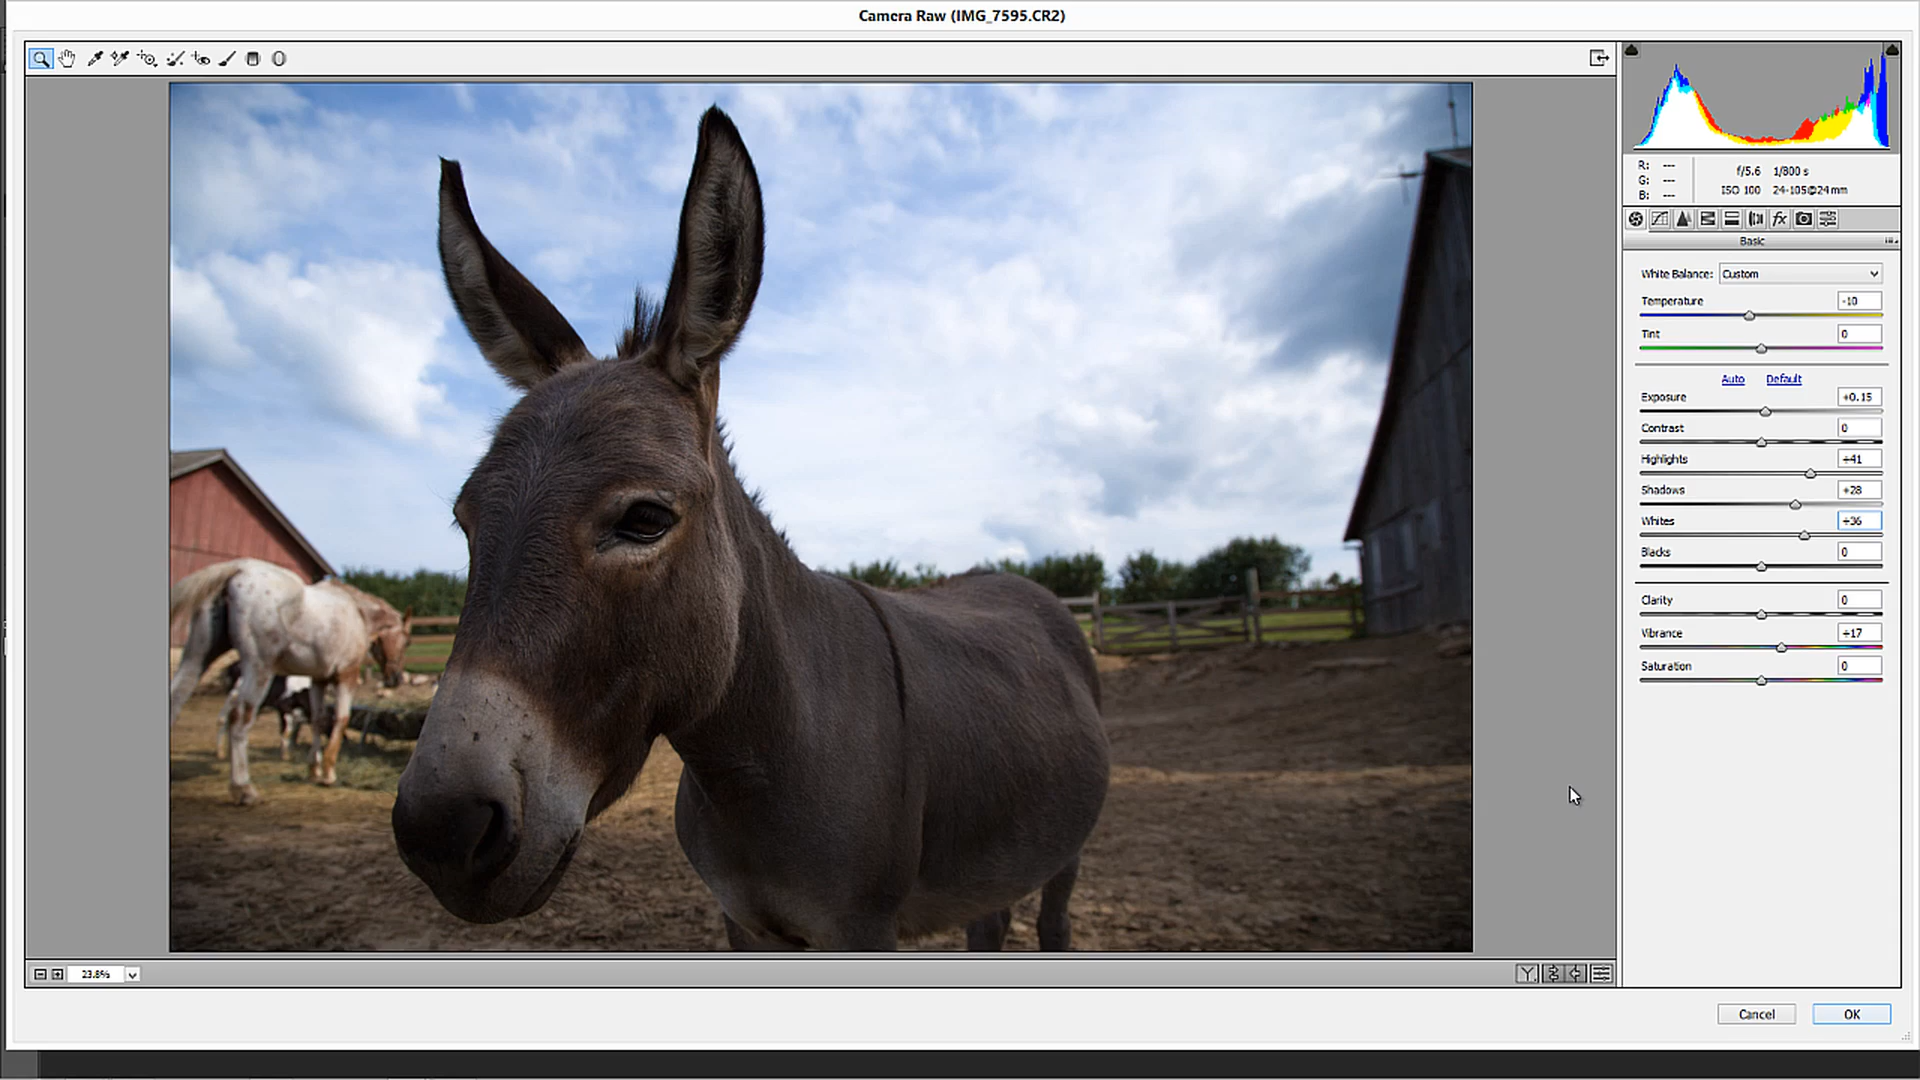 Camera Raw (IMG_7595.CR2)
R: ---
G: ---
B: ---
f/5.6 1/800 s
ISO 100 24-105@24 mm
fx
Basic
White Balance: Custom
Temperature -10
Tint 0
Auto Default
Exposure +0.15
Contrast 0
Highlights +41
Shadows +28
Whites +36
Blacks 0
Clarity 0
Vibrance +17
Saturation 0
23.8%
Y
Cancel OK